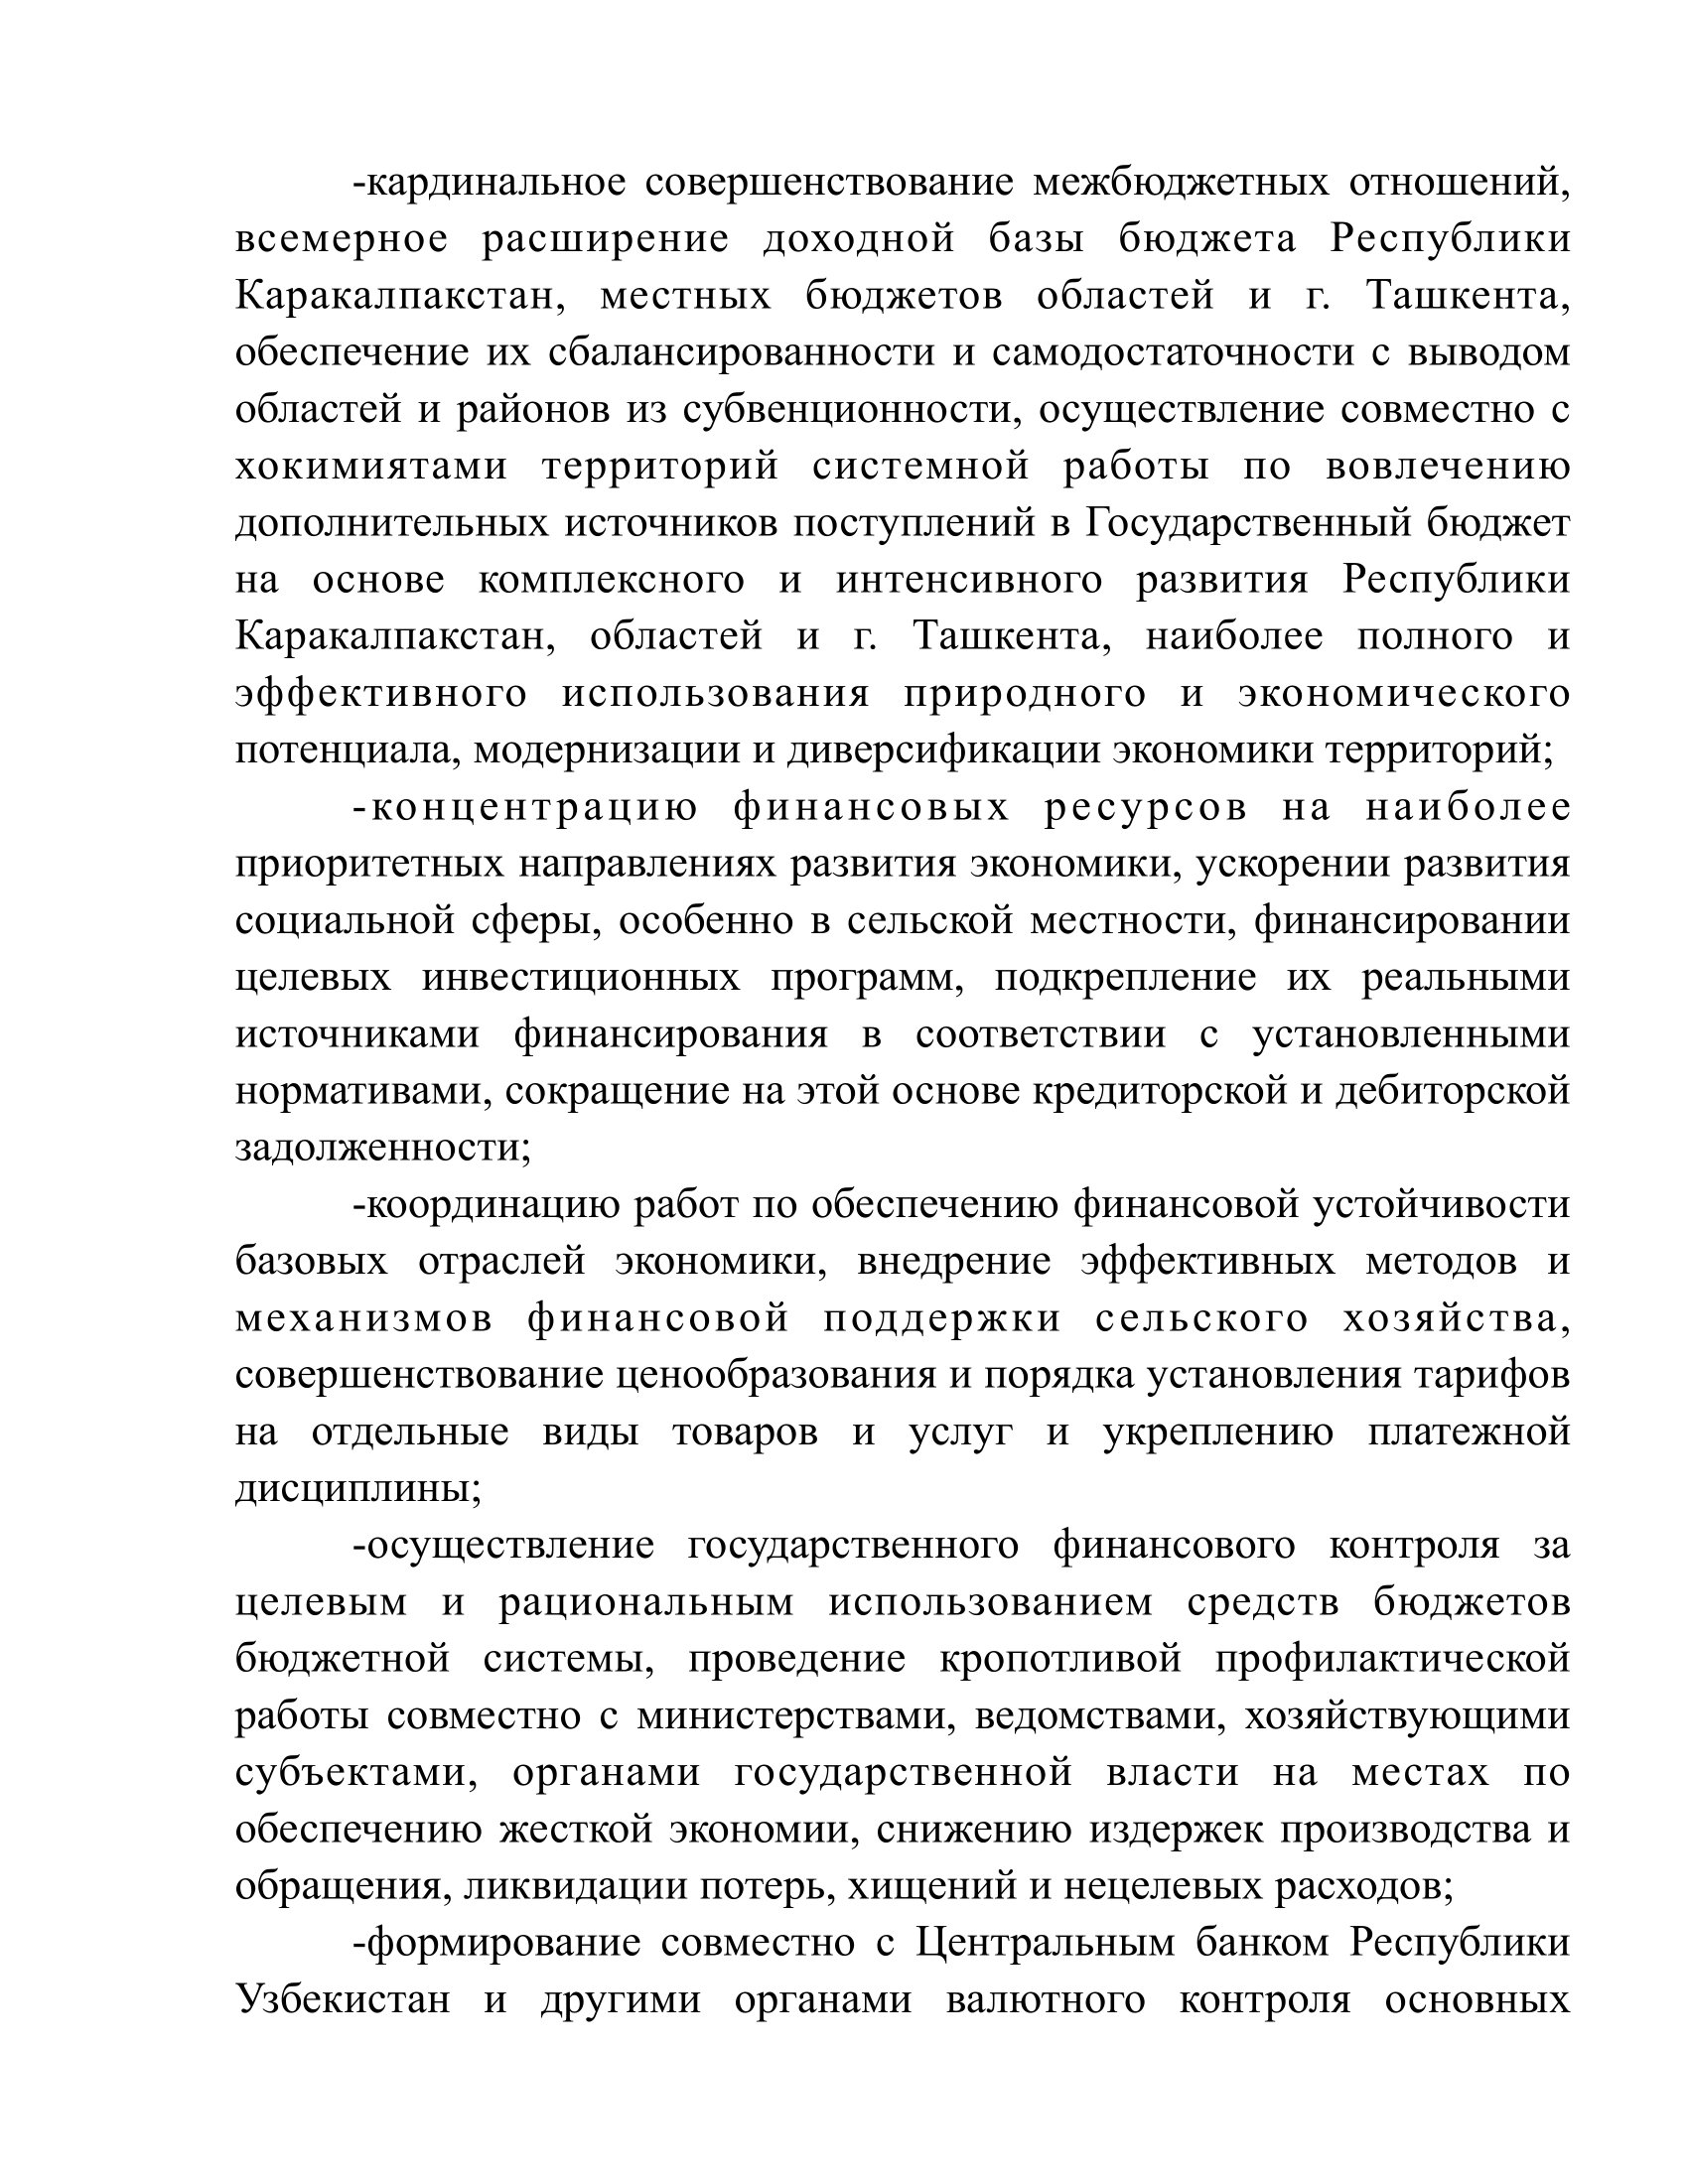 -кардинальное совершенствование межбюджетных отношений,
всемерное расширение доходной базы бюджета Республики
Каракалпакстан, местных бюджетов областей и г. Ташкента,
обеспечение их сбалансированности и самодостаточности с выводом
областей и районов из субвенционности, осуществление совместно с
хокимиятами территорий системной работы по вовлечению
дополнительных источников поступлений в Государственный бюджет
на основе комплексного и интенсивного развития Республики
Каракалпакстан, областей и г. Ташкента, наиболее полного и
эффективного использования природного и экономического
потенциала, модернизации и диверсификации экономики территорий;
-концентрацию финансовых ресурсов на наиболее
приоритетных направлениях развития экономики, ускорении развития
социальной сферы, особенно в сельской местности, финансировании
целевых инвестиционных программ, подкрепление их реальными
источниками финансирования в соответствии с установленными
нормативами, сокращение на этой основе кредиторской и дебиторской
задолженности;
-координацию работ по обеспечению финансовой устойчивости
базовых отраслей экономики, внедрение эффективных методов и
механизмов финансовой поддержки сельского хозяйства,
совершенствование ценообразования и порядка установления тарифов
на отдельные виды товаров и услуг и укреплению платежной
дисциплины;
-осуществление государственного финансового контроля за
целевым и рациональным использованием средств бюджетов
бюджетной системы, проведение кропотливой профилактической
работы совместно с министерствами, ведомствами, хозяйствующими
субъектами, органами государственной власти на местах по
обеспечению жесткой экономии, снижению издержек производства и
обращения, ликвидации потерь, хищений и нецелевых расходов;
-формирование совместно с Центральным банком Республики
Узбекистан и другими органами валютного контроля основных